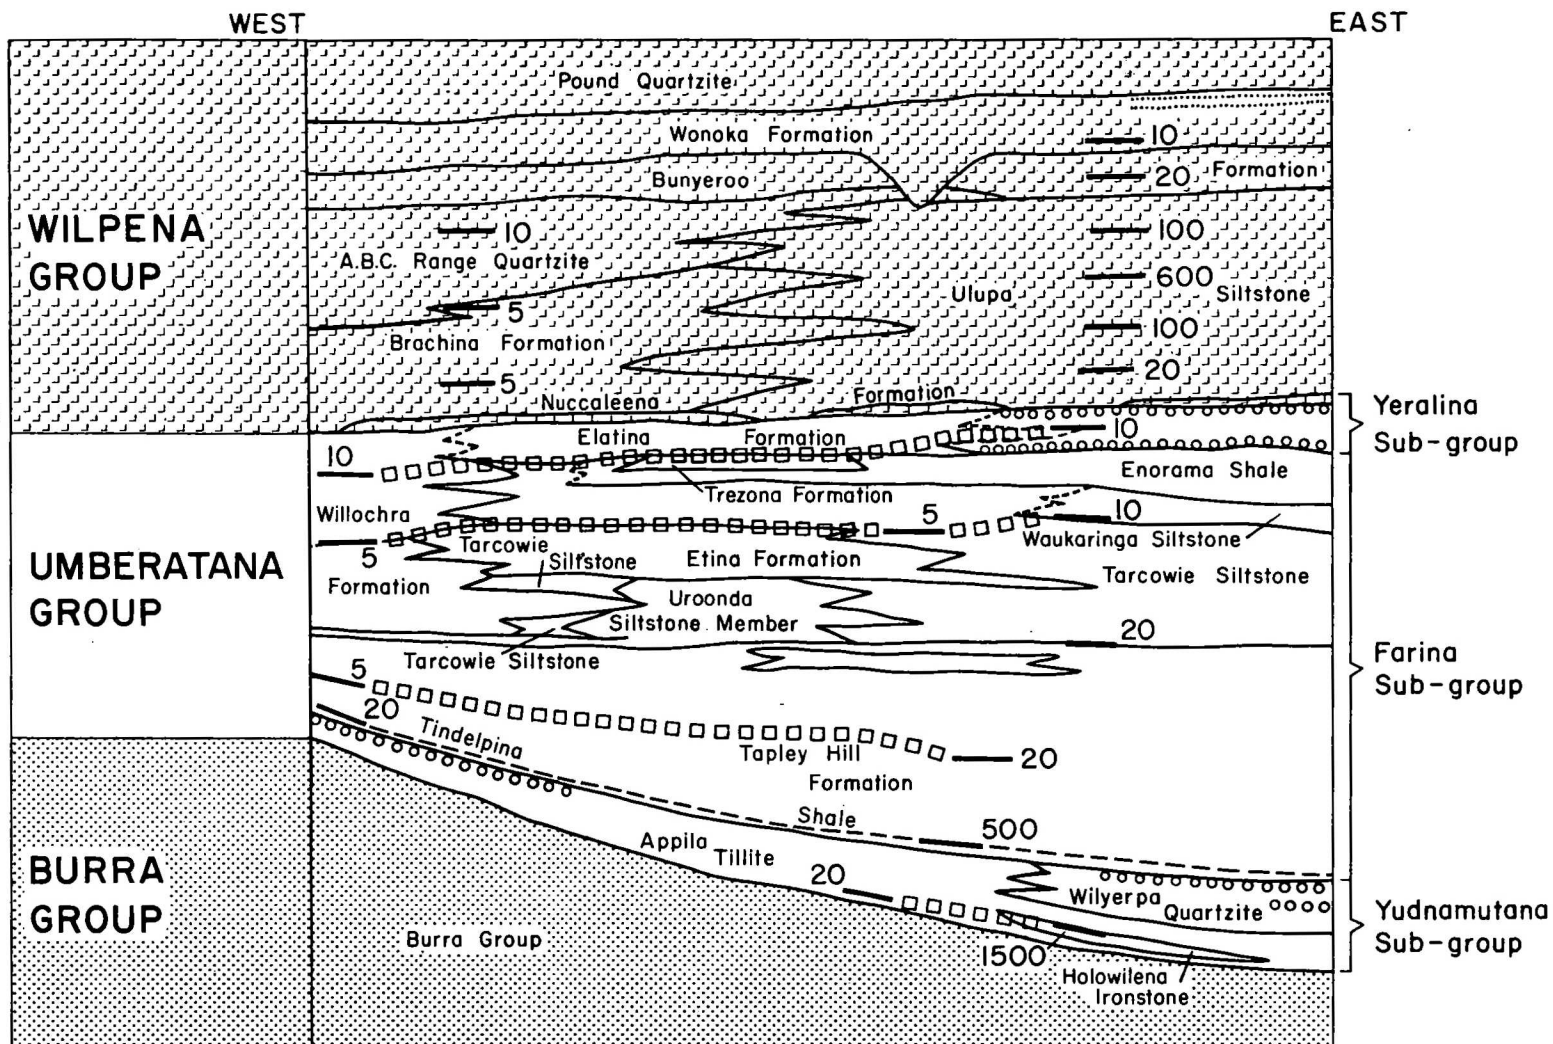 WEST
EAST
Pound Quartzite
Wonoka Formation
10
Bunyeroo
20
Formation
WILPENA
GROUP
10
100
A.B.C. Range Quartzite
600
Ulupa
Siltstone
5
100
Brachina Formation
5
20
Nuccaleena
Formation
Yeralina
Sub-group
Elatina
Formation
10
10
Enorama Shale
Trezona Formation
Willochra
5
10
5
Tarcowie
Siltstone
Etina Formation
Waukaringa Siltstone
Tarcowie Siltstone
UMBERATANA
GROUP
Formation
Uroonda
Siltstone Member
20
Tarcowie Siltstone
Farina
Sub-group
5
20
Tindelpina
Tapley Hill
20
Formation
Shale
500
Appila
Tillite
BURRA
GROUP
20
Wilyerpa
Quartzite
Yudnamutana
Sub-group
Burra Group
1500
Holowilena
Ironstone